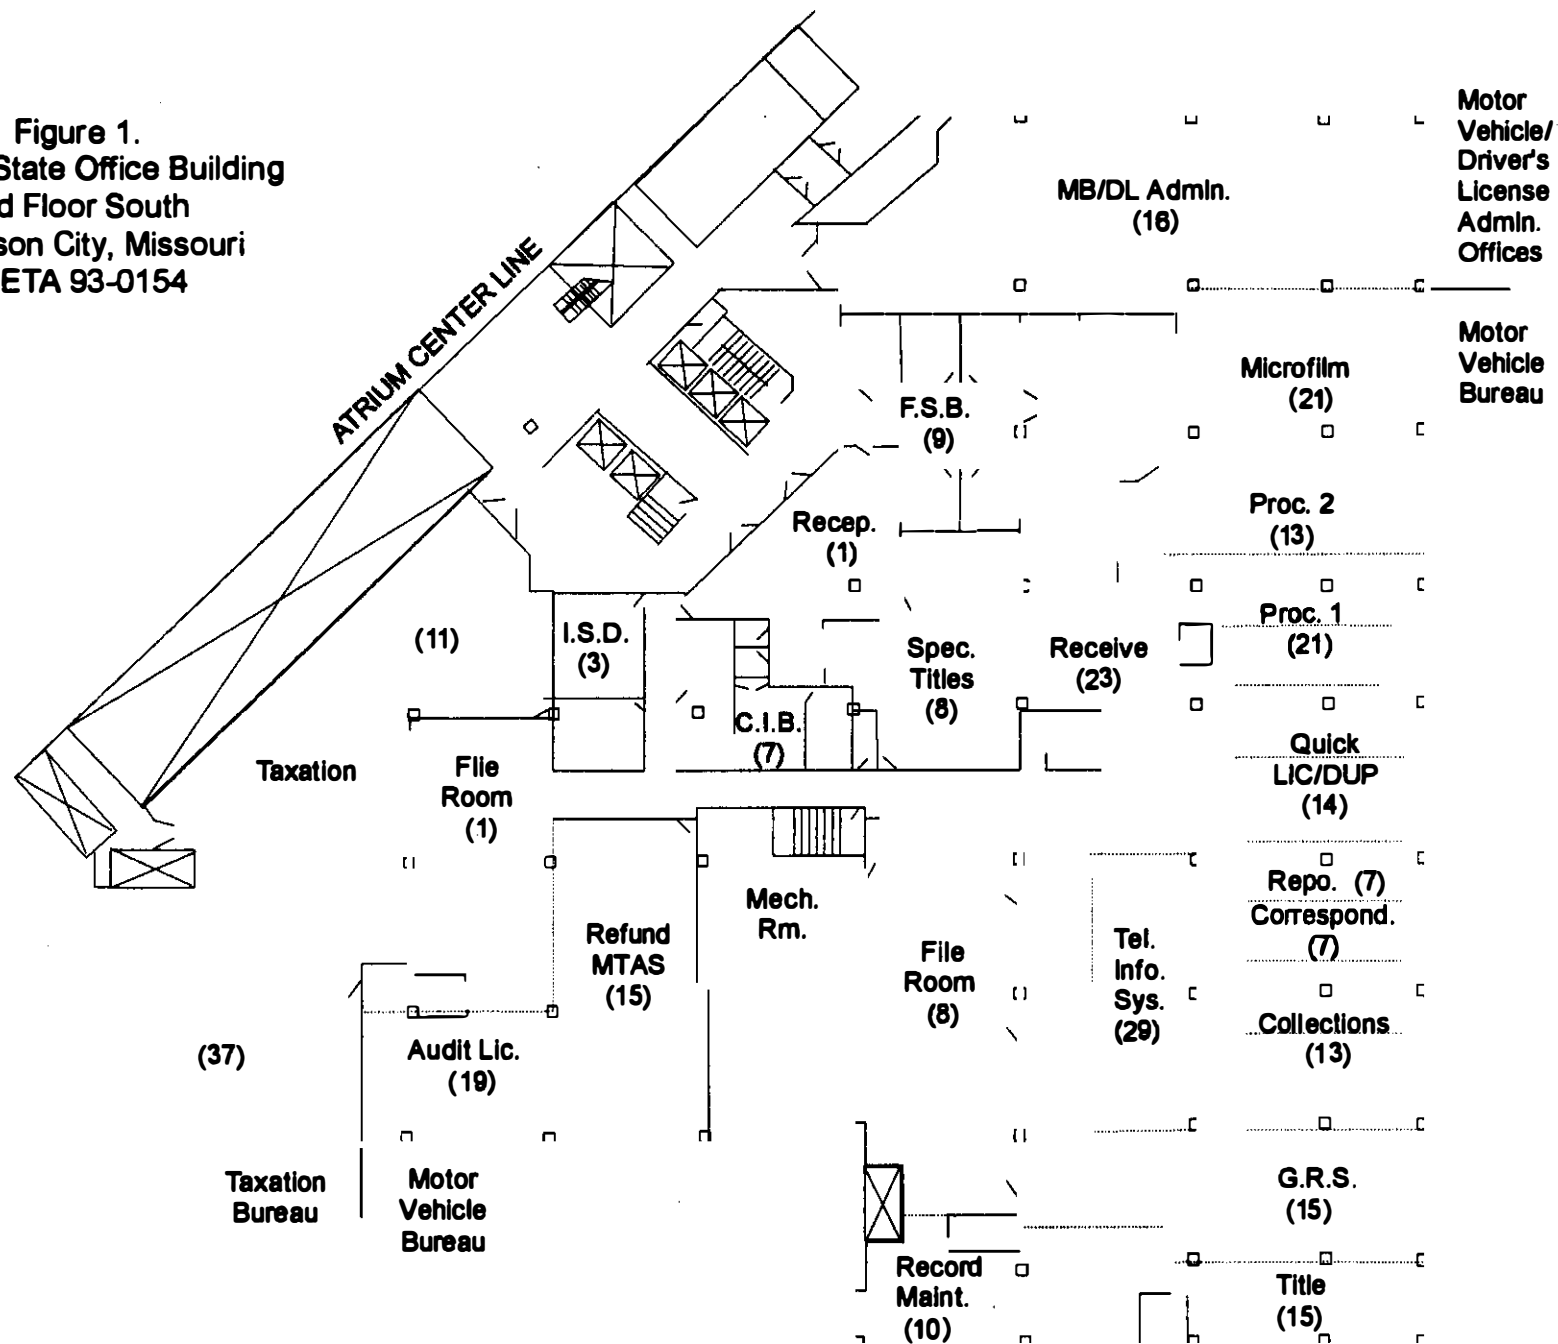 Figure 1.
State Office Building
d Floor South
son City, Missouri
ETA 93-0154
ATRIUM CENTER LINE
Motor
Vehicle/
Driver's
License
Admin.
Offices
MB/DL Admin.
(16)
Motor
Vehicle
Bureau
Microfilm
(21)
F.S.B.
(9)
Recep.
(1)
Proc. 2
(13)
Proc. 1
(21)
(11)
I.S.D.
(3)
Spec.
Titles
(8)
Receive
(23)
C.I.B.
(7)
Quick
LIC/DUP
(14)
Taxation
Flie
Room
(1)
Mech.
Rm.
Repo. (7)
Correspond.
(7)
Refund
MTAS
(15)
File
Room
(8)
Tel.
Info.
Sys.
(29)
Collections
(13)
(37)
Audit Lic.
(19)
Taxation
Bureau
Motor
Vehicle
Bureau
G.R.S.
(15)
Record
Maint.
(10)
Title
(15)